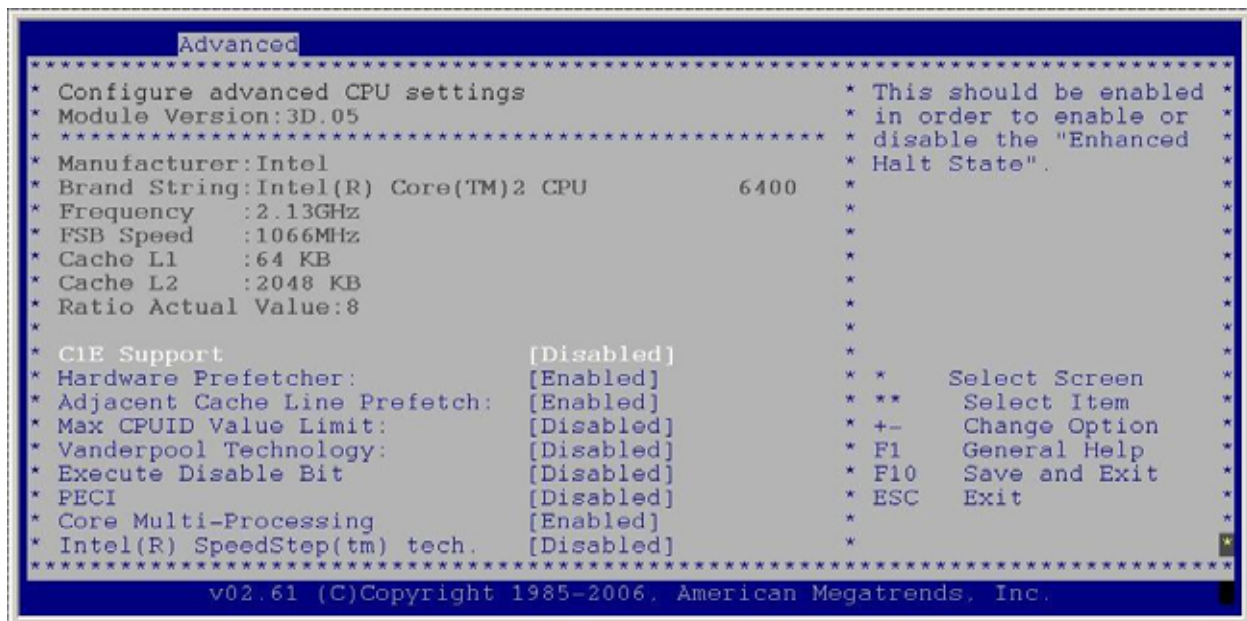 Advanced
Configure advanced CPU settings
Module Version:3D.05
Manufacturer:Intel
Brand String:Intel(R) Core(TM)2 CPU 6400
Frequency :2.13GHz
FSB Speed :1066MHz
Cache L1 :64 KB
Cache L2 :2048 KB
Ratio Actual Value:8
C1E Support [Disabled]
Hardware Prefetcher: [Enabled]
Adjacent Cache Line Prefetch: [Enabled]
Max CPUID Value Limit: [Disabled]
Vanderpool Technology: [Disabled]
Execute Disable Bit [Disabled]
PECI [Disabled]
Core Multi-Processing [Enabled]
Intel(R) SpeedStep(tm) tech. [Disabled]
This should be enabled
in order to enable or
disable the "Enhanced
Halt State".
* Select Screen
** Select Item
+- Change Option
F1 General Help
F10 Save and Exit
ESC Exit
v02.61 (C)Copyright 1985-2006, American Megatrends, Inc.